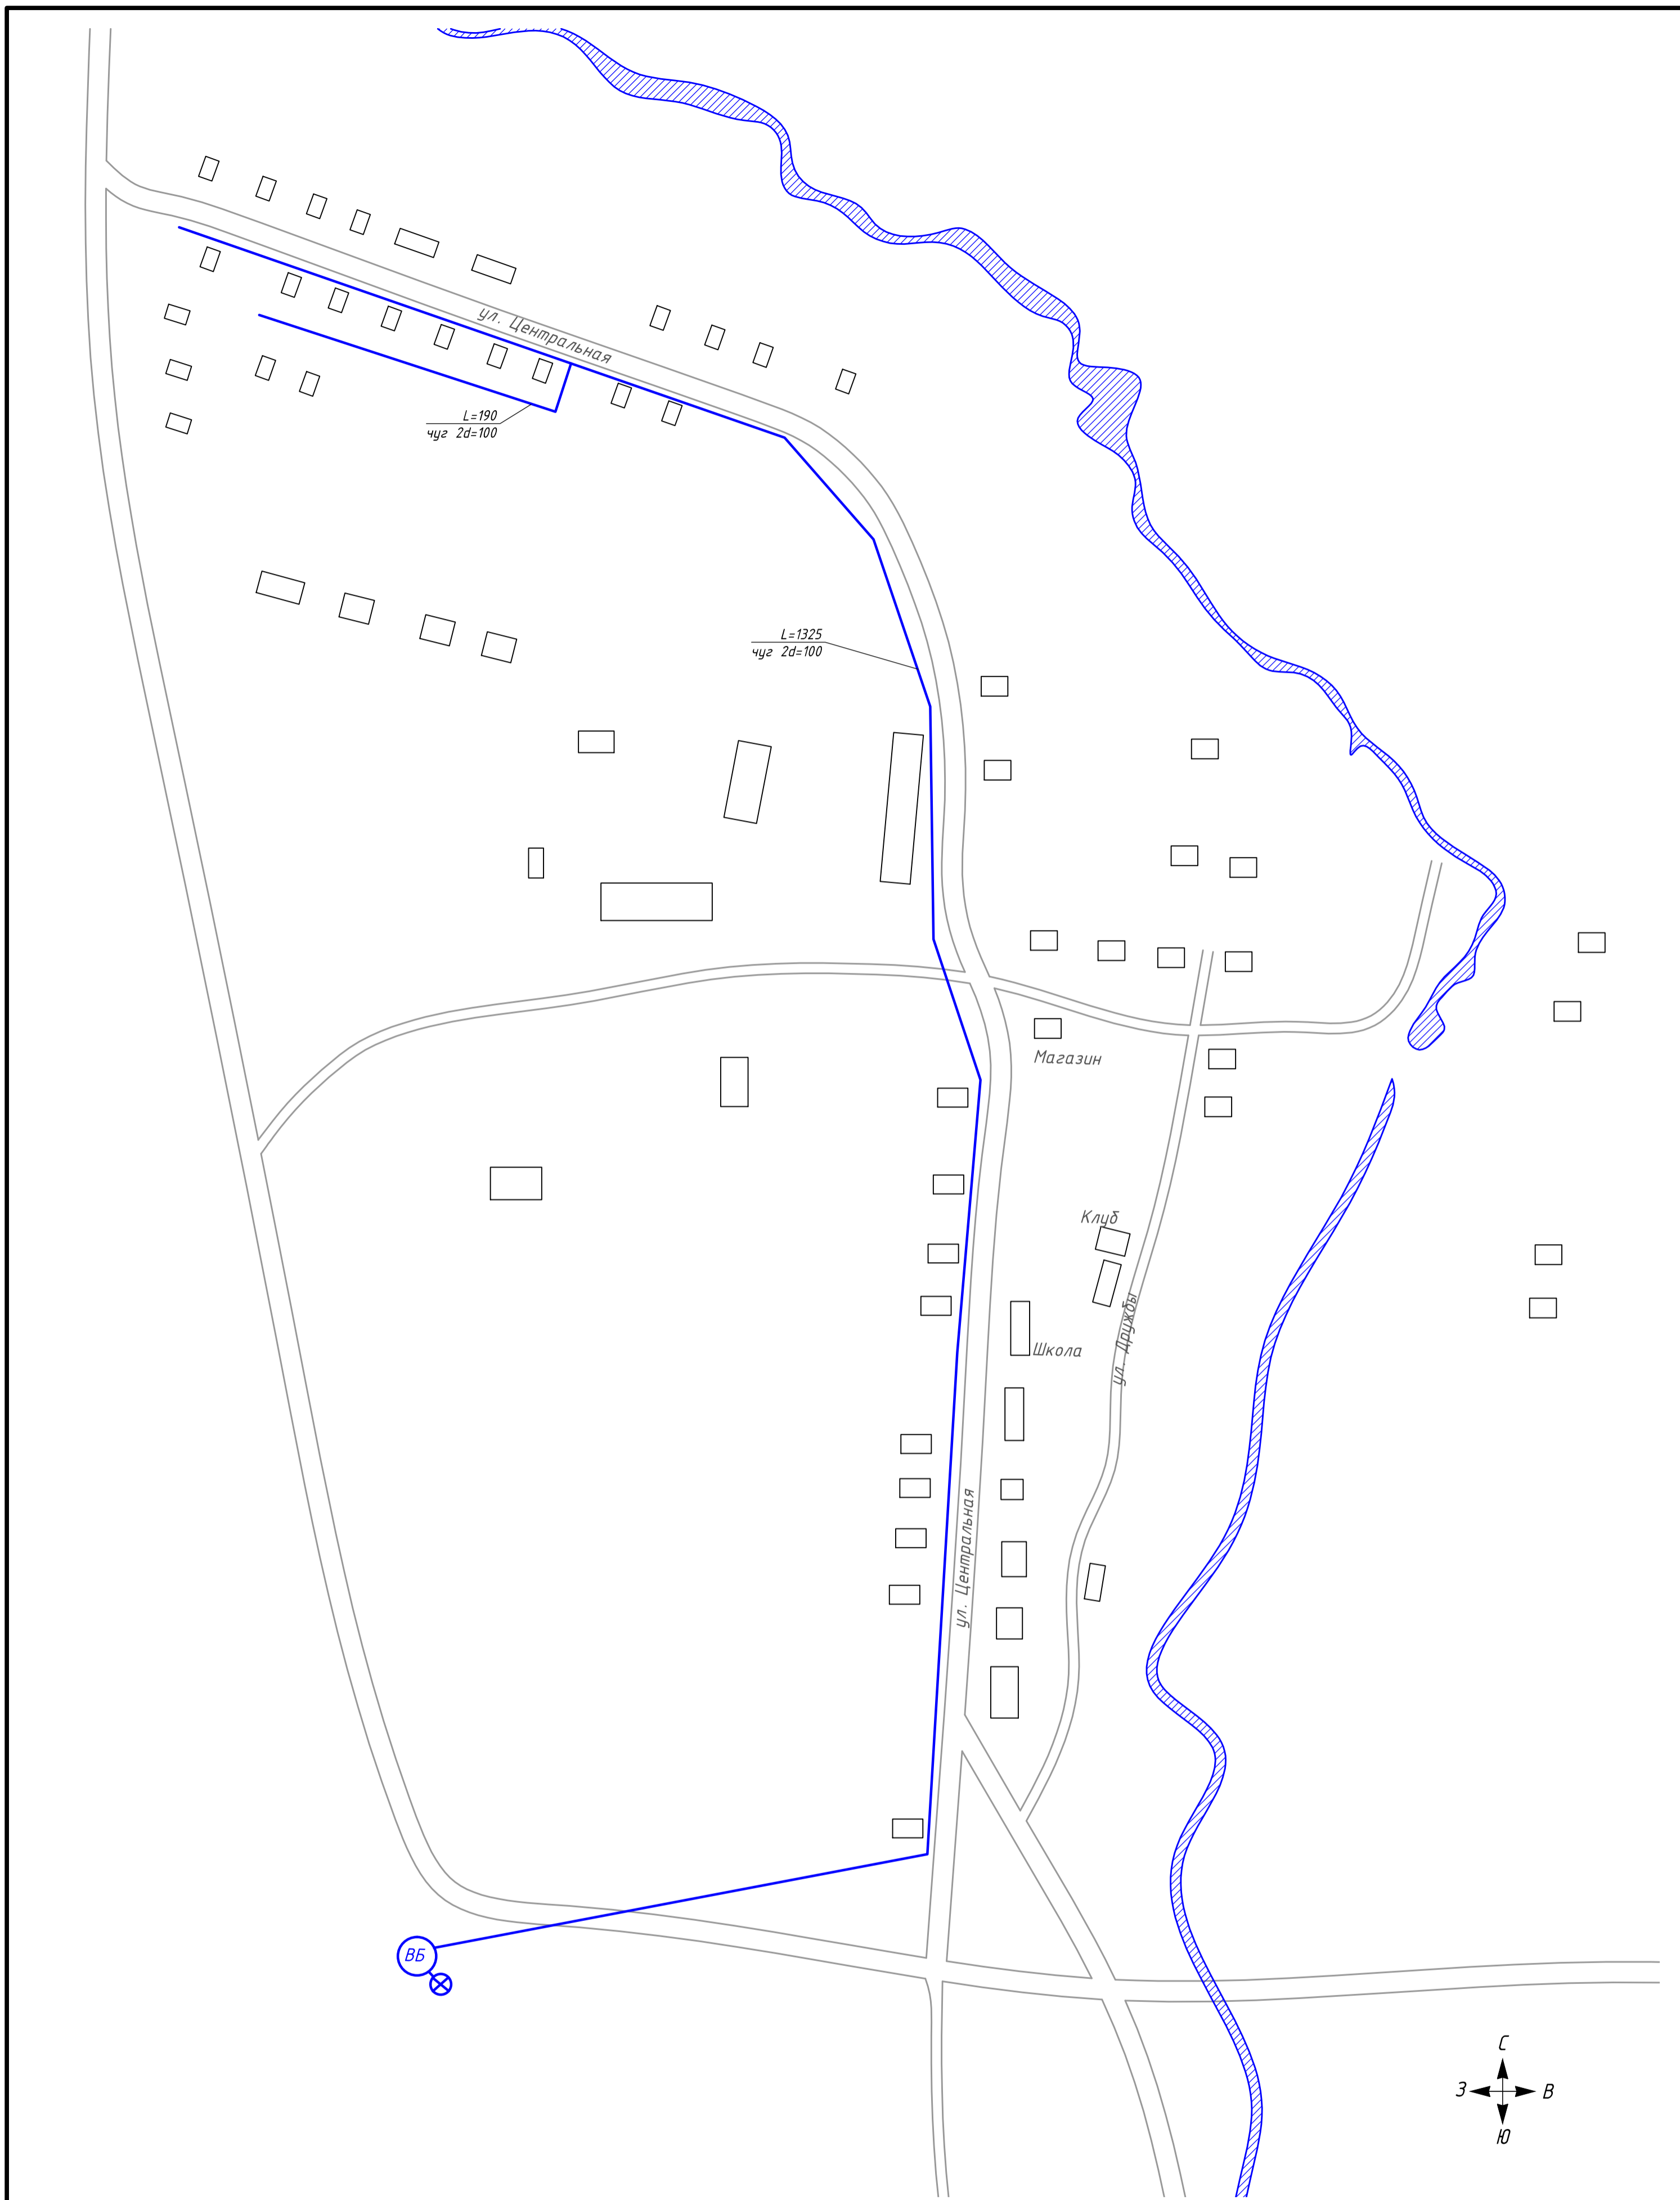 ул. Центральная
L=190
чуг 2d=100
L=1325
чуг 2d=100
Магазин
Клуб
ул. Дружбы
Школа
ул. Центральная
ВБ
С
З
В
Ю